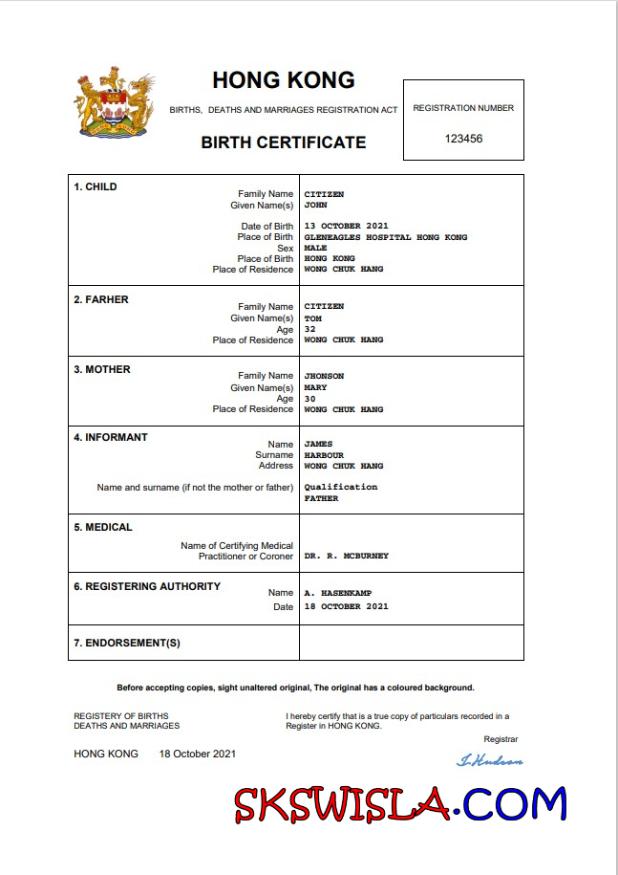 HONG KONG
BIRTHS, DEATHS AND MARRIAGES REGISTRATION ACT
BIRTH CERTIFICATE
REGISTRATION NUMBER
123456
1. CHILD
Family Name CITIZEN
Given Name(s) JOHN
Date of Birth 13 OCTOBER 2021
Place of Birth GLENEAGLES HOSPITAL HONG KONG
Sex MALE
Place of Birth HONG KONG
Place of Residence WONG CHUK HANG
2. FARHER
Family Name CITIZEN
Given Name(s) TOM
Age 32
Place of Residence WONG CHUK HANG
3. MOTHER
Family Name JHONSON
Given Name(s) MARY
Age 30
Place of Residence WONG CHUK HANG
4. INFORMANT
Name JAMES
Surname HARBOUR
Address WONG CHUK HANG
Name and surname (if not the mother or father) Qualification
FATHER
5. MEDICAL
Name of Certifying Medical
Practitioner or Coroner DR. R. MCBURNEY
6. REGISTERING AUTHORITY
Name A. HASENKAMP
Date 18 OCTOBER 2021
7. ENDORSEMENT(S)
Before accepting copies, sight unaltered original, The original has a coloured background.
REGISTERY OF BIRTHS
DEATHS AND MARRIAGES
I hereby certify that is a true copy of particulars recorded in a
Register in HONG KONG.
Registrar
HONG KONG 18 October 2021
I.Hudson
SKSWISLA.COM